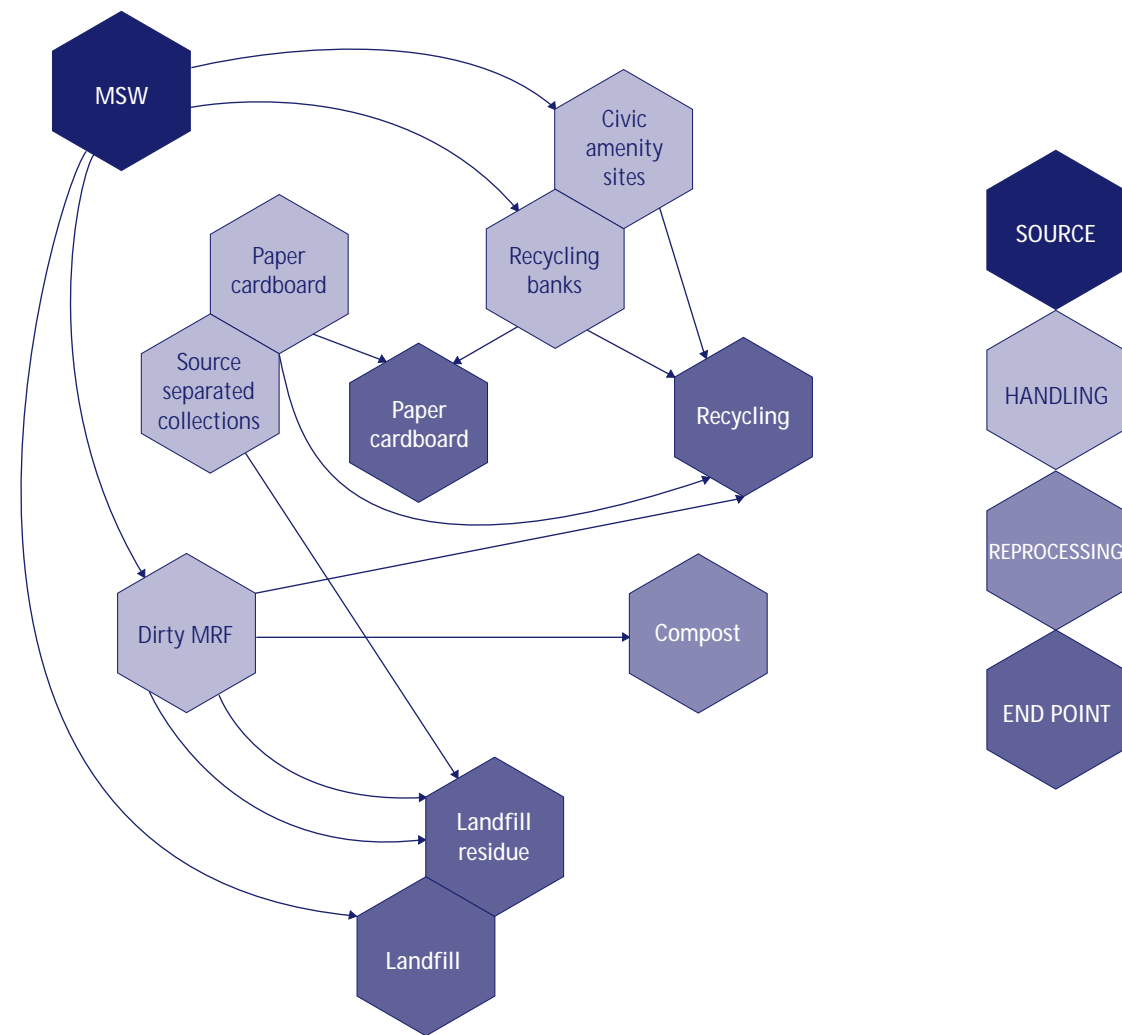 MSW
Civic
amenity
sites
Recycling
banks
Paper
cardboard
Source
separated
collections
Paper
cardboard
Recycling
Dirty MRF
Compost
Landfill
residue
Landfill
SOURCE
HANDLING
REPROCESSING
END POINT